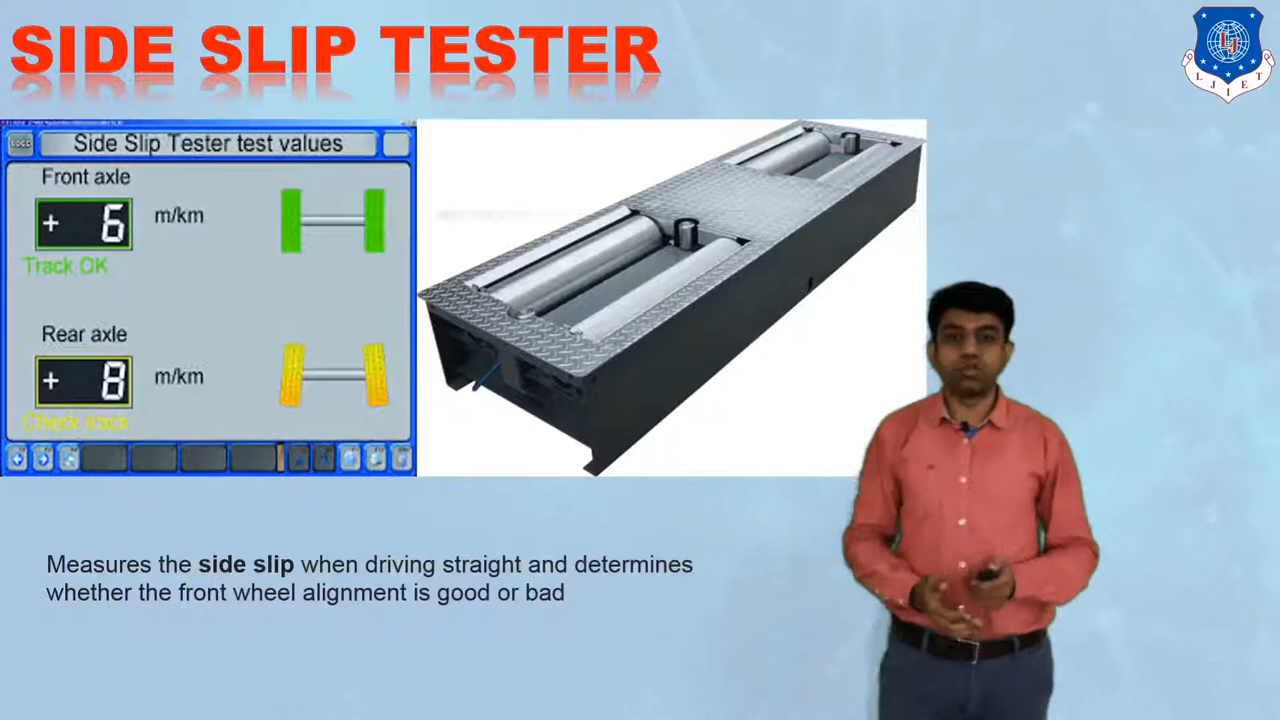 SIDE SLIP TESTER
LJIET
LOGO
Side Slip Tester test values
Front axle
+ 6 m/km
Track OK
Rear axle
+ 8 m/km
Check track
Measures the side slip when driving straight and determines
whether the front wheel alignment is good or bad